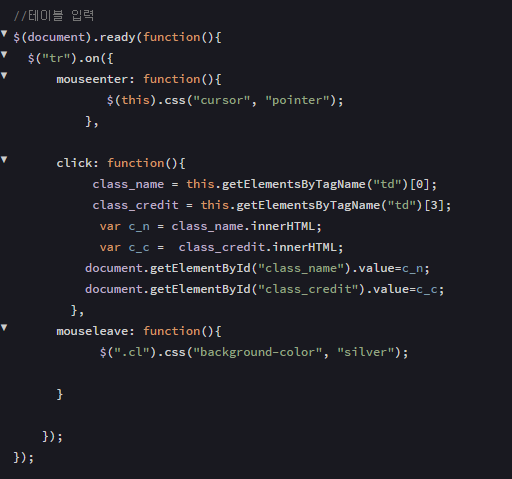 //테이블 입력
$(document).ready(function(){
$("tr").on({
mouseenter: function(){
$(this).css("cursor", "pointer");
},
click: function(){
class_name = this.getElementsByTagName("td")[0];
class_credit = this.getElementsByTagName("td")[3];
var c_n = class_name.innerHTML;
var c_c =  class_credit.innerHTML;
document.getElementById("class_name").value=c_n;
document.getElementById("class_credit").value=c_c;
},
mouseleave: function(){
$(".cl").css("background-color", "silver");
}
});
});